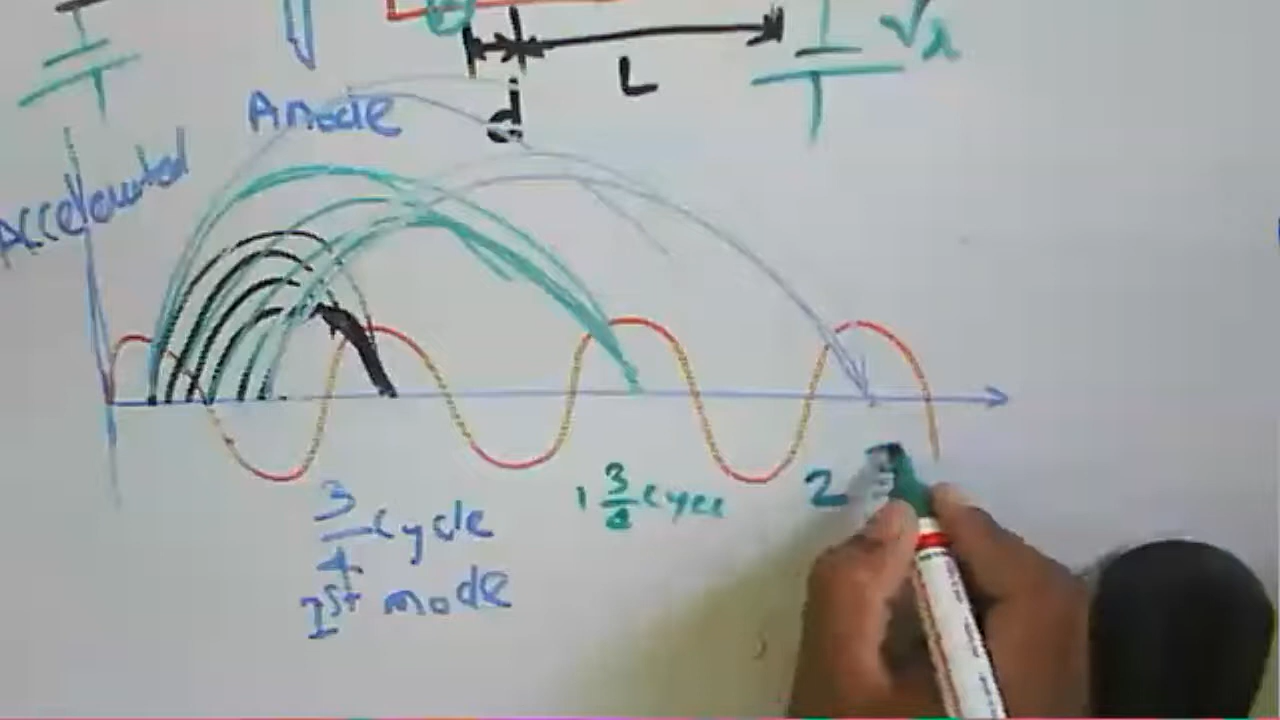 L
d
Anode
Accelerated
3/4 cycle
1 3/4 cycle
2
1st mode